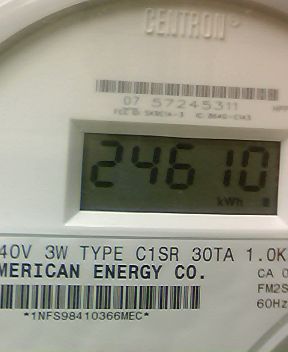 CENTRON
07 57245311
24610
kWh
40V 3W TYPE C1SR 30TA 1.0K
MERICAN ENERGY CO.
CA 0
FM2S
60Hz
*1NFS98410366MEC*